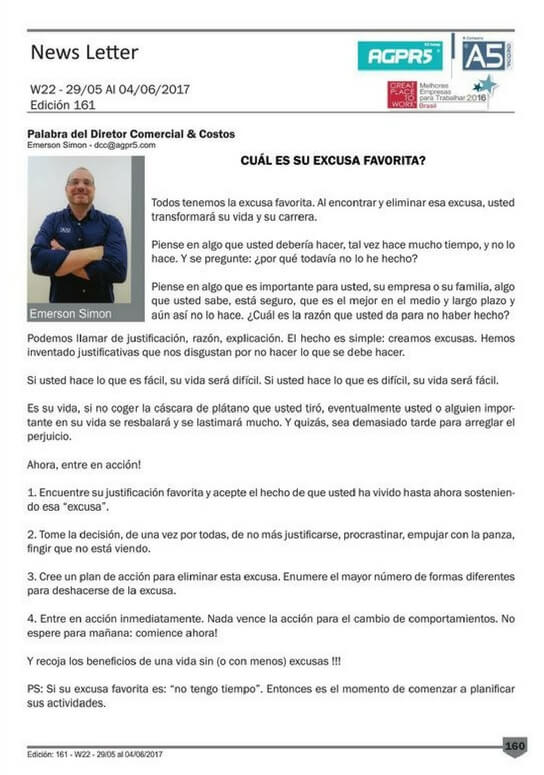 News Letter
AGPR5
A5
W22 - 29/05 Al 04/06/2017
Edición 161
GREAT PLACE TO WORK®
Melhores
Empresas
para Trabalhar 2016
Brasil
Palabra del Diretor Comercial & Costos
Emerson Simon - dcc@agpr5.com
CUÁL ES SU EXCUSA FAVORITA?
Todos tenemos la excusa favorita. Al encontrar y eliminar esa excusa, usted
transformará su vida y su carrera.
Piense en algo que usted debería hacer, tal vez hace mucho tiempo, y no lo
hace. Y se pregunte: ¿por qué todavía no lo he hecho?
Piense en algo que es importante para usted, su empresa o su familia, algo
que usted sabe, está seguro, que es el mejor en el medio y largo plazo y
aún así no lo hace. ¿Cuál es la razón que usted da para no haber hecho?
Emerson Simon
Podemos llamar de justificación, razón, explicación. El hecho es simple: creamos excusas. Hemos
inventado justificativas que nos disgustan por no hacer lo que se debe hacer.
Si usted hace lo que es fácil, su vida será difícil. Si usted hace lo que es difícil, su vida será fácil.
Es su vida, si no coger la cáscara de plátano que usted tiró, eventualmente usted o alguien impor-
tante en su vida se resbalará y se lastimará mucho. Y quizás, sea demasiado tarde para arreglar el
perjuicio.
Ahora, entre en acción!
1. Encuentre su justificación favorita y acepte el hecho de que usted ha vivido hasta ahora sostenien-
do esa “excusa”.
2. Tome la decisión, de una vez por todas, de no más justificarse, procrastinar, empujar con la panza,
fingir que no está viendo.
3. Cree un plan de acción para eliminar esta excusa. Enumere el mayor número de formas diferentes
para deshacerse de la excusa.
4. Entre en acción inmediatamente. Nada vence la acción para el cambio de comportamientos. No
espere para mañana: comience ahora!
Y recoja los beneficios de una vida sin (o con menos) excusas !!!
PS: Si su excusa favorita es: “no tengo tiempo”. Entonces es el momento de comenzar a planificar
sus actividades.
160
Edición: 161 - W22 - 29/05 al 04/06/2017